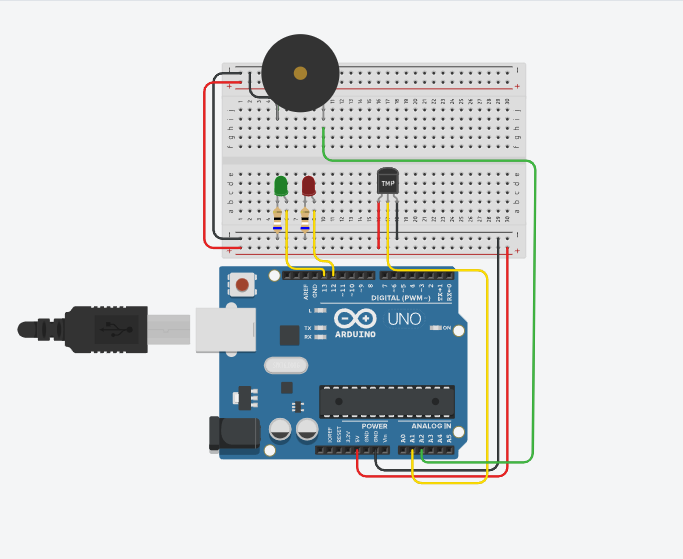 j
i
h
g
f
e
d
c
b
a
TMP
AREF
GND
13
12
~11
~10
~9
8
7
~6
~5
4
~3
2
TX→1
RX←0
DIGITAL (PWM~)
L
TX
RX
ARDUINO
UNO
ON
POWER
ANALOG IN
IOREF
RESET
3.3V
5V
GND
GND
Vin
A0
A1
A2
A3
A4
A5